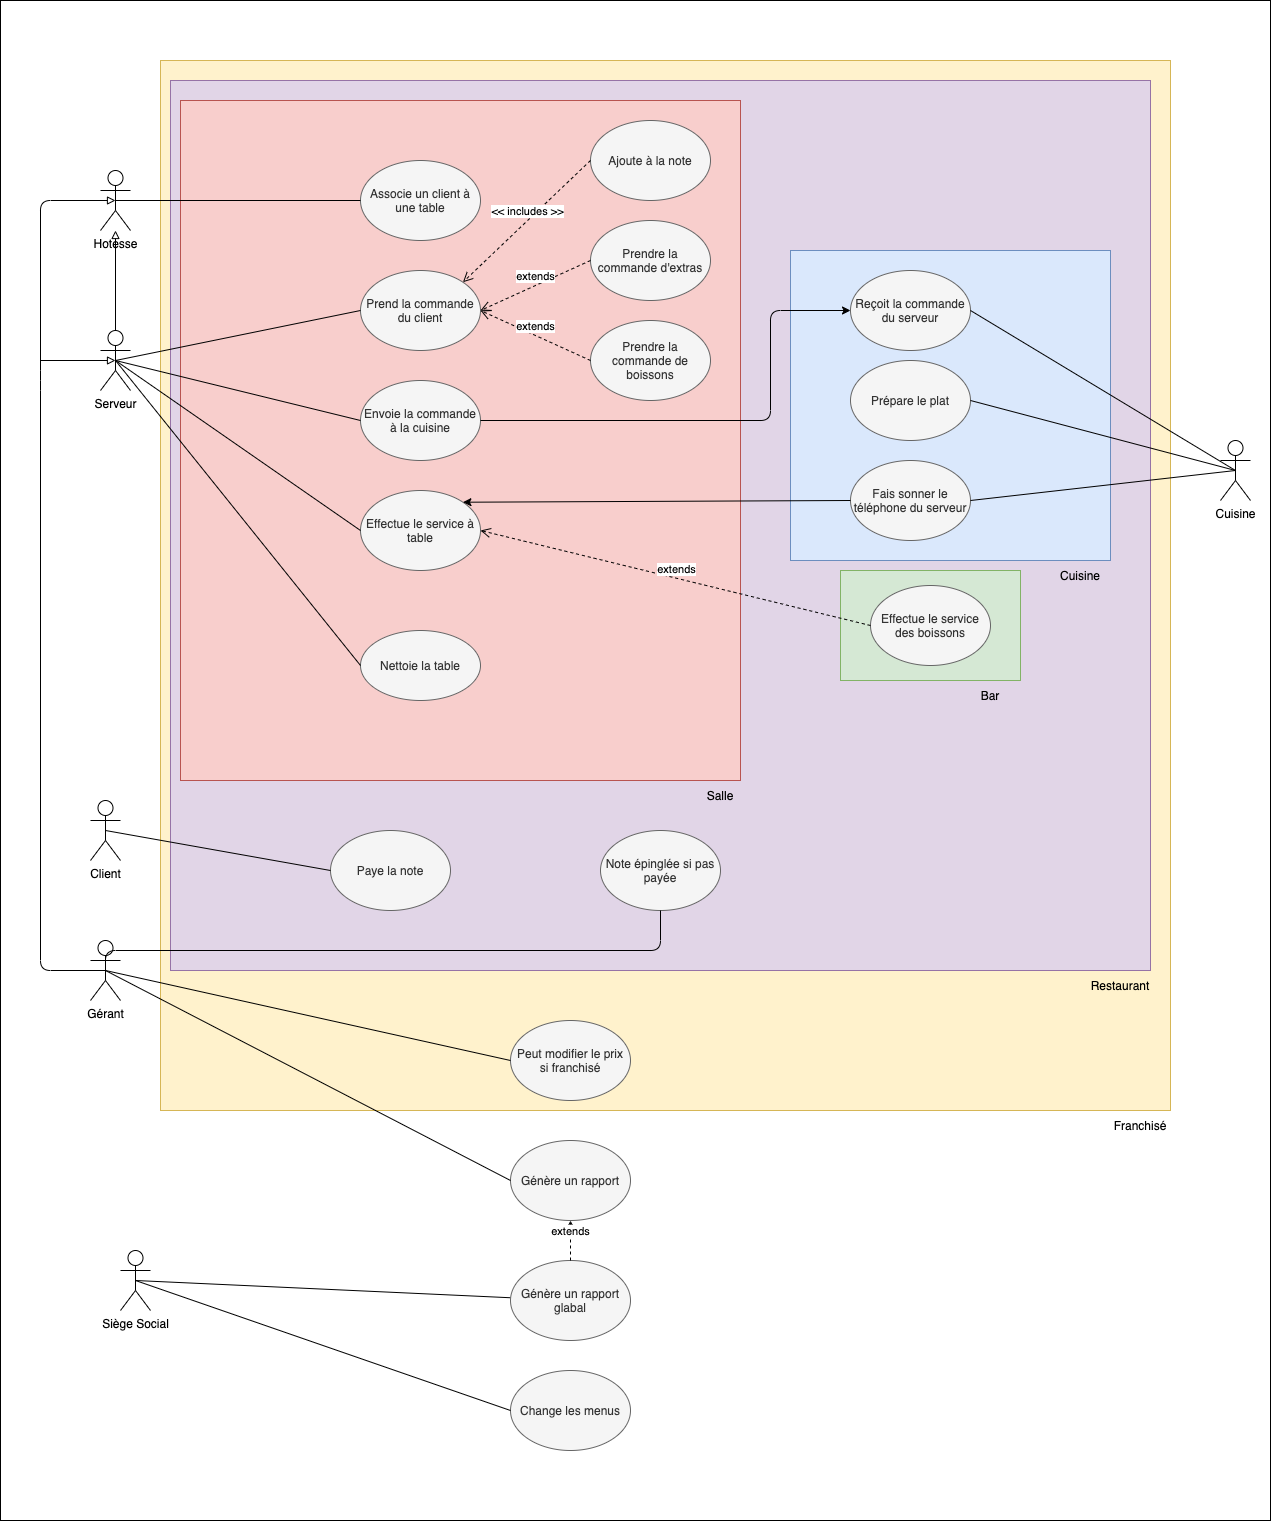 Ajoute à la note
Associe un client à
une table
<< includes >>
Hotesse
Prendre la
commande d'extras
extends
Prend la commande
du client
extends
Prendre la
commande de
boissons
Reçoit la commande
du serveur
Serveur
Envoie la commande
à la cuisine
Prépare le plat
Fais sonner le
téléphone du serveur
Cuisine
Effectue le service à
table
extends
Cuisine
Effectue le service
des boissons
Nettoie la table
Bar
Salle
Client
Paye la note
Note épinglée si pas
payée
Gérant
Restaurant
Peut modifier le prix
si franchisé
Franchisé
Génère un rapport
extends
Siège Social
Génère un rapport
glabal
Change les menus